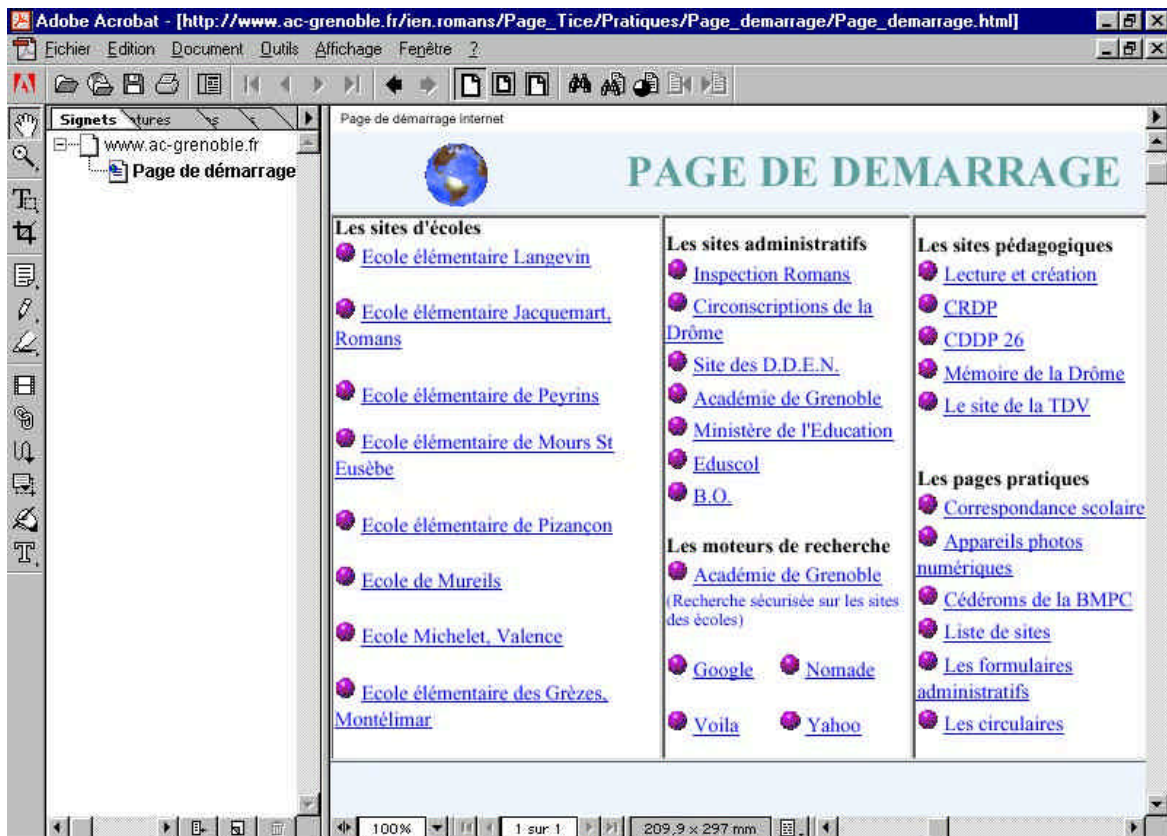 Adobe Acrobat - [http://www.ac-grenoble.fr/ien.romans/Page_Tice/Pratiques/Page_demarrage/Page_demarrage.html]
Fichier Edition Document Outils Affichage Fenêtre ?
Signets
www.ac-grenoble.fr
Page de démarrage
Page de démarrage Internet
PAGE DE DEMARRAGE
Les sites d'écoles
Ecole élémentaire Langevin
Ecole élémentaire Jacquemart,
Romans
Ecole élémentaire de Peyrins
Ecole élémentaire de Mours St
Eusèbe
Ecole élémentaire de Pizançon
Ecole de Mureils
Ecole Michelet, Valence
Ecole élémentaire des Grèzes,
Montélimar
Les sites administratifs
Inspection Romans
Circonscriptions de la
Drôme
Site des D.D.E.N.
Académie de Grenoble
Ministère de l'Education
Eduscol
B.O.
Les moteurs de recherche
Académie de Grenoble
(Recherche sécurisée sur les sites
des écoles)
Google Nomade
Voila Yahoo
Les sites pédagogiques
Lecture et création
CRDP
CDDP 26
Mémoire de la Drôme
Le site de la TDV
Les pages pratiques
Correspondance scolaire
Appareils photos
numériques
Cédéroms de la BMPC
Liste de sites
Les formulaires
administratifs
Les circulaires
100% 1 sur 1 209,9 x 297 mm